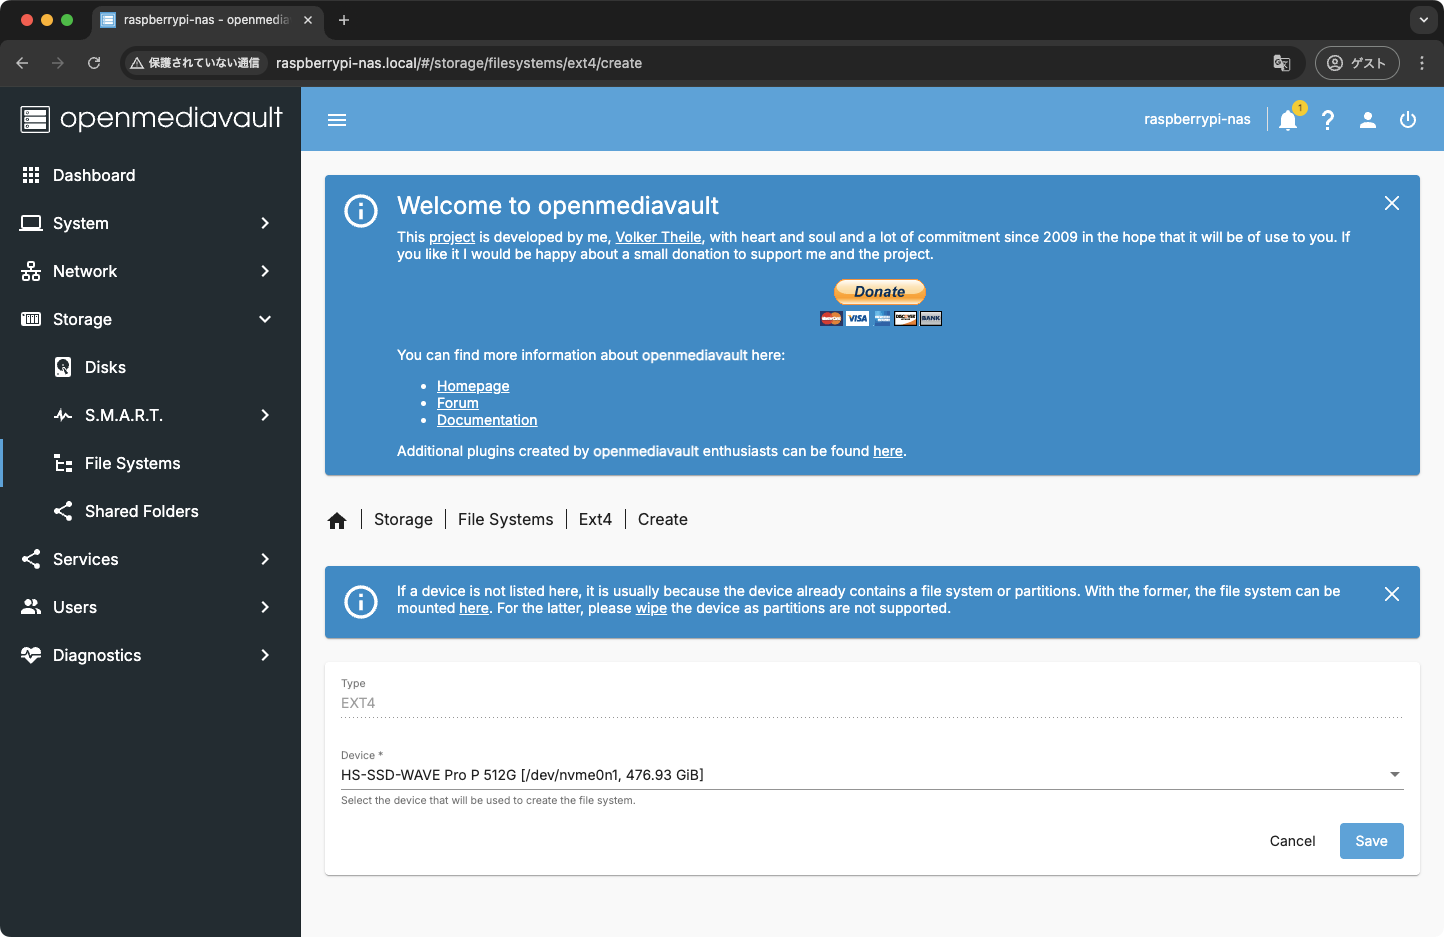 raspberrypi-nas - openmedia
保護されていない通信
raspberrypi-nas.local/#/storage/filesystems/ext4/create
ゲスト
openmediavault
raspberrypi-nas
1
Dashboard
System
Network
Storage
Disks
S.M.A.R.T.
File Systems
Shared Folders
Services
Users
Diagnostics
Welcome to openmediavault
This project is developed by me, Volker Theile, with heart and soul and a lot of commitment since 2009 in the hope that it will be of use to you. If
you like it I would be happy about a small donation to support me and the project.
Donate
VISA
BANK
You can find more information about openmediavault here:
Homepage
Forum
Documentation
Additional plugins created by openmediavault enthusiasts can be found here.
Storage | File Systems | Ext4 | Create
If a device is not listed here, it is usually because the device already contains a file system or partitions. With the former, the file system can be
mounted here. For the latter, please wipe the device as partitions are not supported.
Type
EXT4
Device *
HS-SSD-WAVE Pro P 512G [/dev/nvme0n1, 476.93 GiB]
Select the device that will be used to create the file system.
Cancel
Save